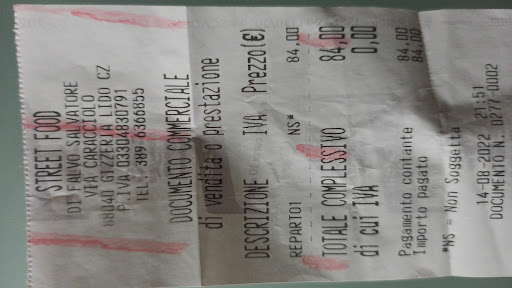 STREET FOOD
DI FALVO SALVATORE
VIA CARACCIOLO
88040 GIZZERIA LIDO CZ
P.IVA 03304830791
TEL. 389-6366855
DOCUMENTO COMMERCIALE
di vendita o prestazione
DESCRIZIONE IVA Prezzo(€)
REPARTO1 NS* 84,00
TOTALE COMPLESSIVO 84,00
di cui IVA 0,00
Pagamento contante 84,00
Importo pagato 84,00
*NS = Non Soggetta
14-08-2022 21:51
DOCUMENTO N. 0277-0002